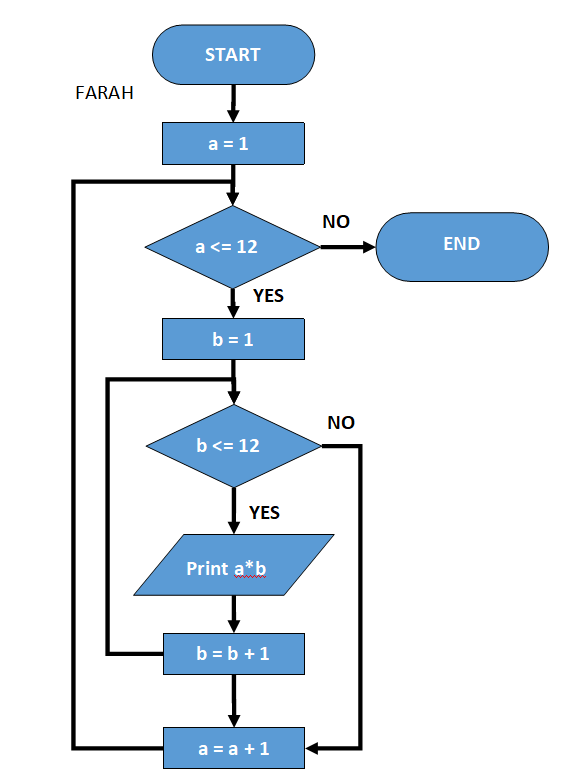 START
FARAH
a = 1
a <= 12
NO
END
YES
b = 1
b <= 12
NO
YES
Print a*b
b = b + 1
a = a + 1